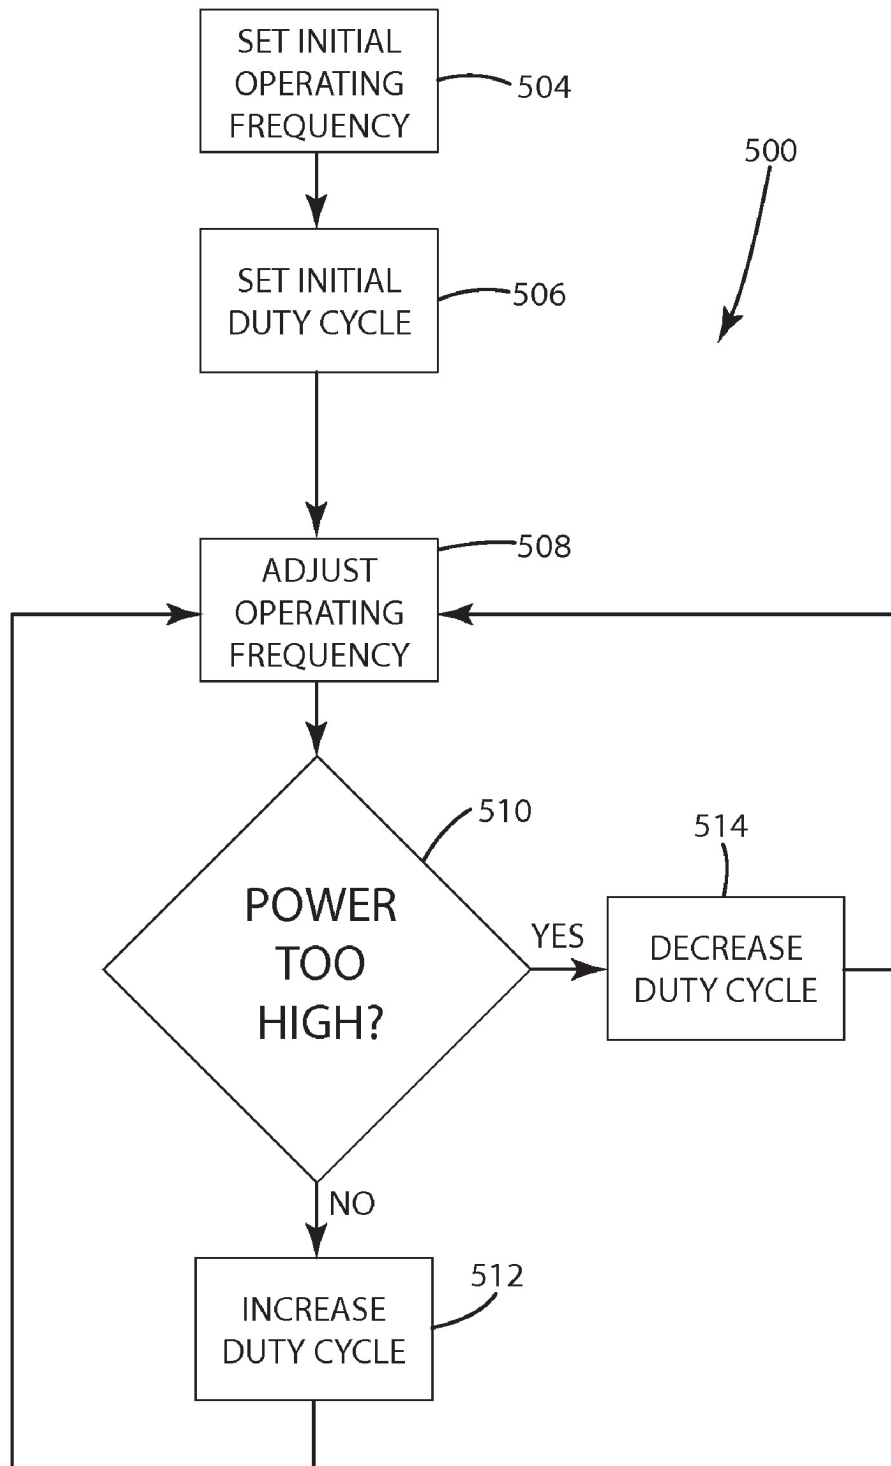 SET INITIAL
OPERATING
FREQUENCY
504
500
SET INITIAL
DUTY CYCLE
506
ADJUST
OPERATING
FREQUENCY
508
POWER
TOO
HIGH?
510
YES
514
DECREASE
DUTY CYCLE
NO
INCREASE
DUTY CYCLE
512